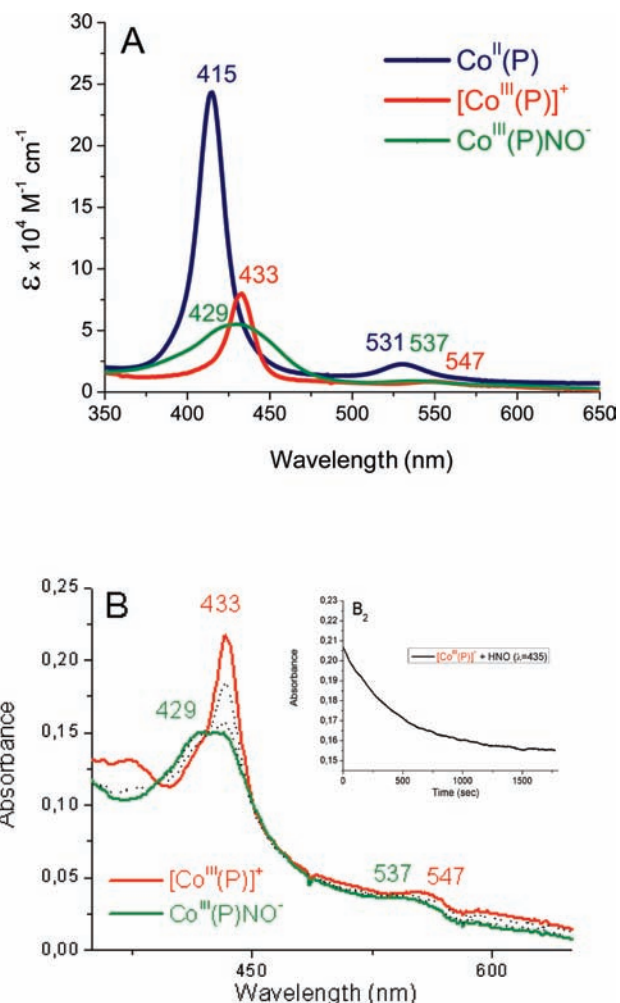 A
Co^II(P)
[Co^III(P)]^+
Co^III(P)NO^-
30
25
20
15
10
5
0
ε x 10^4 M^-1 cm^-1
415
433
429
531 537
547
350 400 450 500 550 600 650
Wavelength (nm)
B
0,25
0,20
0,15
0,10
0,05
0,00
Absorbance
433
429
537 547
[Co^III(P)]^+
Co^III(P)NO^-
450 600
Wavelength (nm)
B_2
0,23
0,22
0,21
0,20
0,19
0,18
0,17
0,16
0,15
Absorbance
+ HNO (λ=435)
0 500 1000 1500
Time (sec)